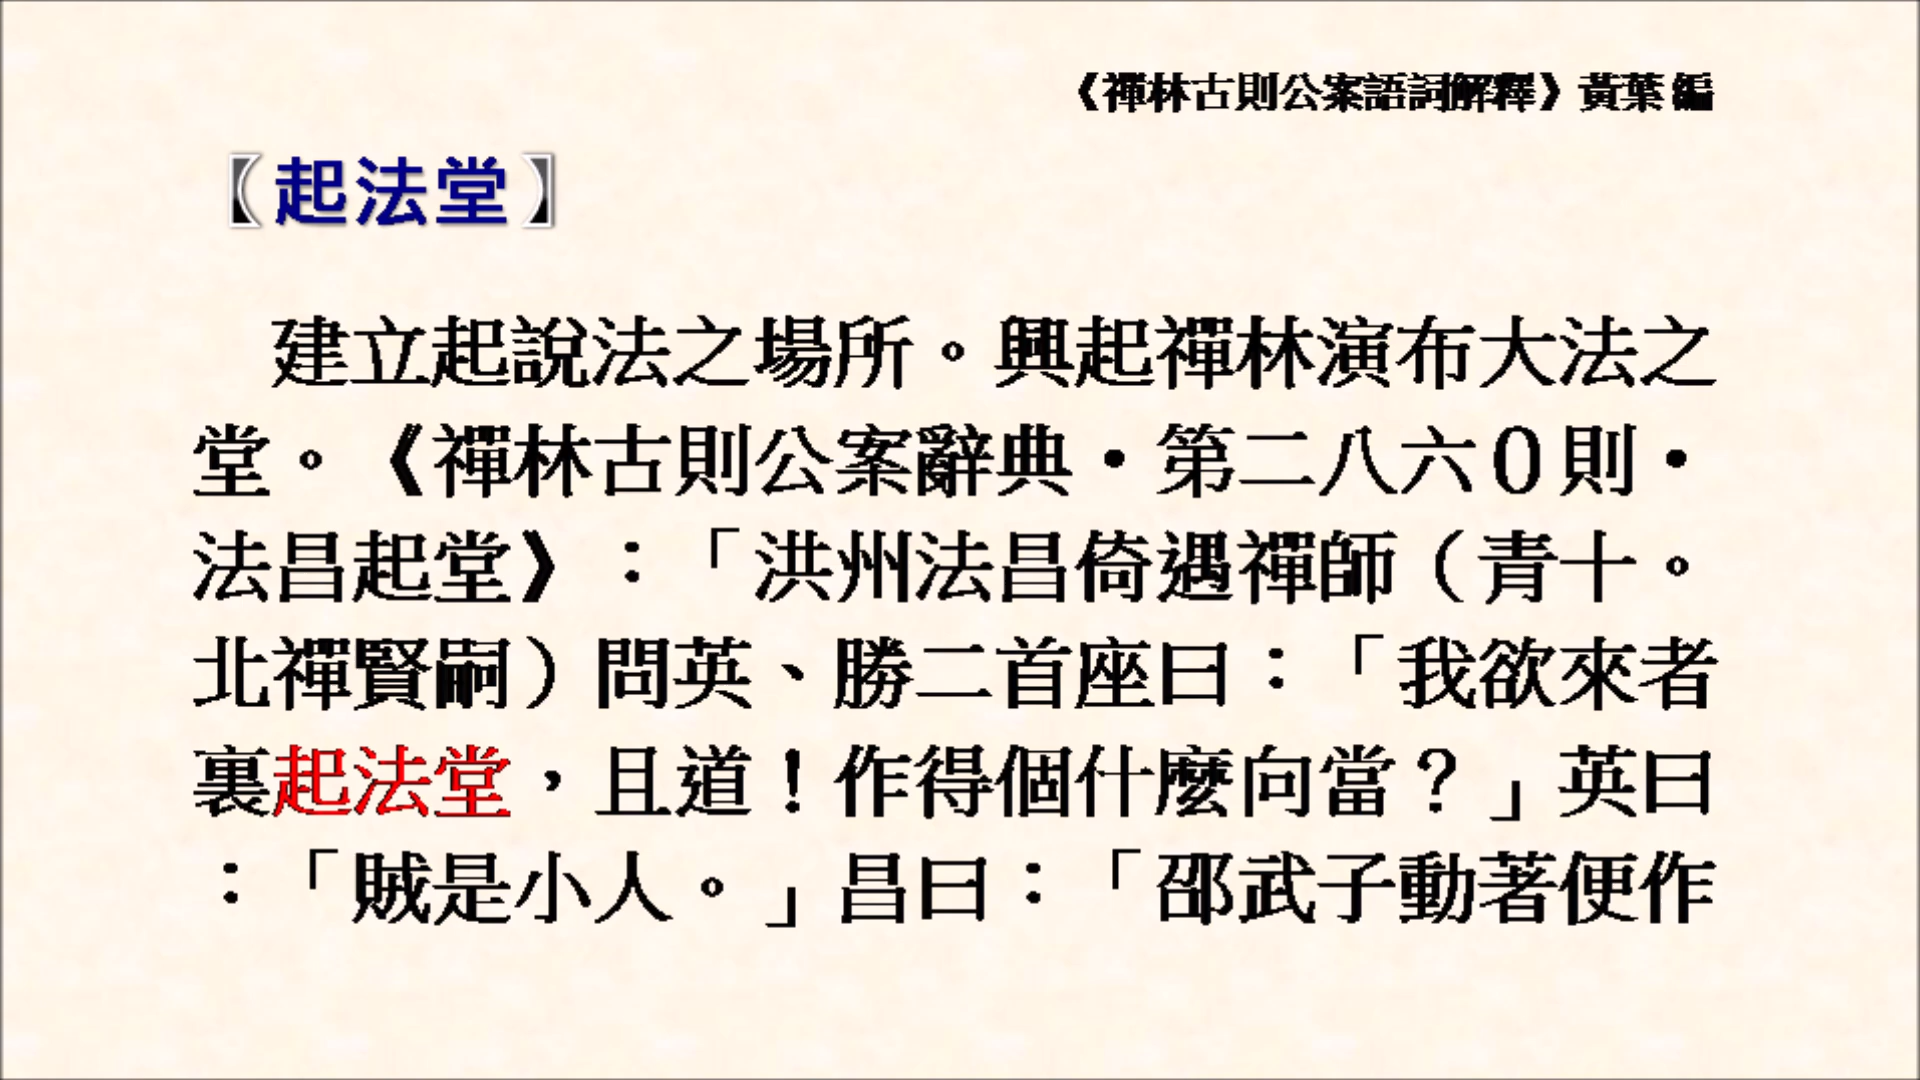 《禪林古則公案語詞解釋》黃葉 編
【起法堂】
建立起說法之場所。興起禪林演布大法之
堂。《禪林古則公案辭典・第二八六０則・
法昌起堂》：「洪州法昌倚遇禪師（青十。
北禪賢嗣）問英、勝二首座曰：「我欲來者
裏起法堂，且道！作得個什麼向當？」英曰
：「賊是小人。」昌曰：「邵武子動著便作